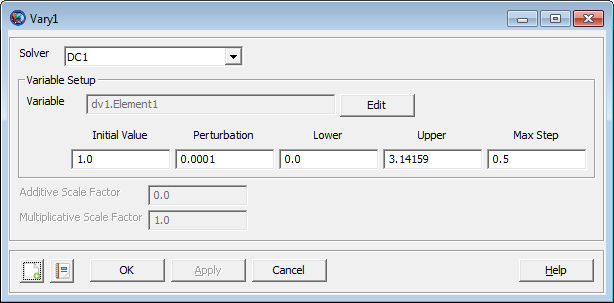 Vary1
Solver DC1
Variable Setup
Variable dv1.Element1 Edit
Initial Value Perturbation Lower Upper Max Step
1.0 0.0001 0.0 3.14159 0.5
Additive Scale Factor 0.0
Multiplicative Scale Factor 1.0
OK Apply Cancel Help